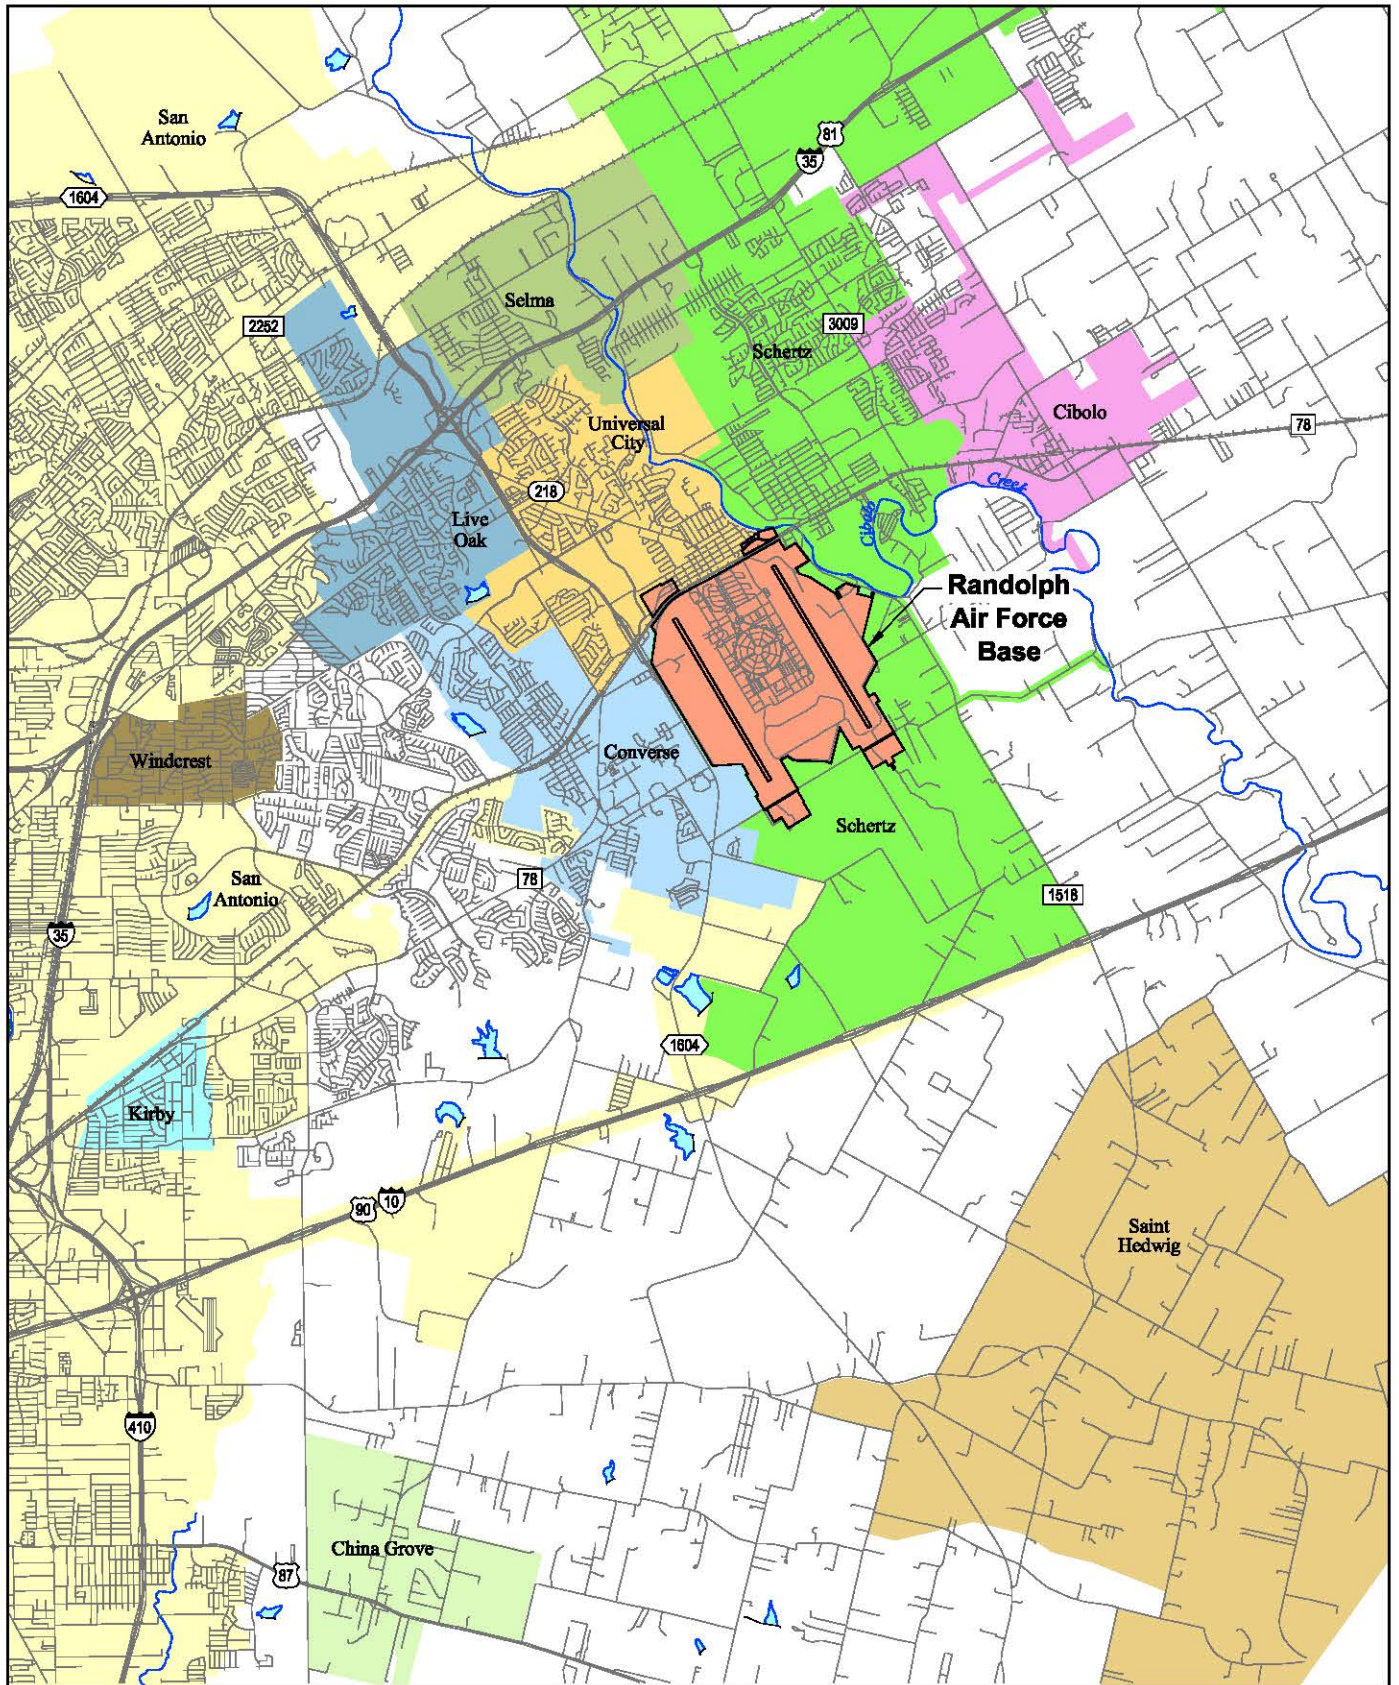 81
35
San
Antonio
1604
Selma
2252
3009
Schertz
Cibolo
Universal
City
78
218
Creek
Live
Oak
Cibolo
Randolph
Air Force
Base
Windcrest
Converse
Schertz
San
Antonio
78
1518
35
1604
Kirby
90
10
Saint
Hedwig
410
China Grove
87